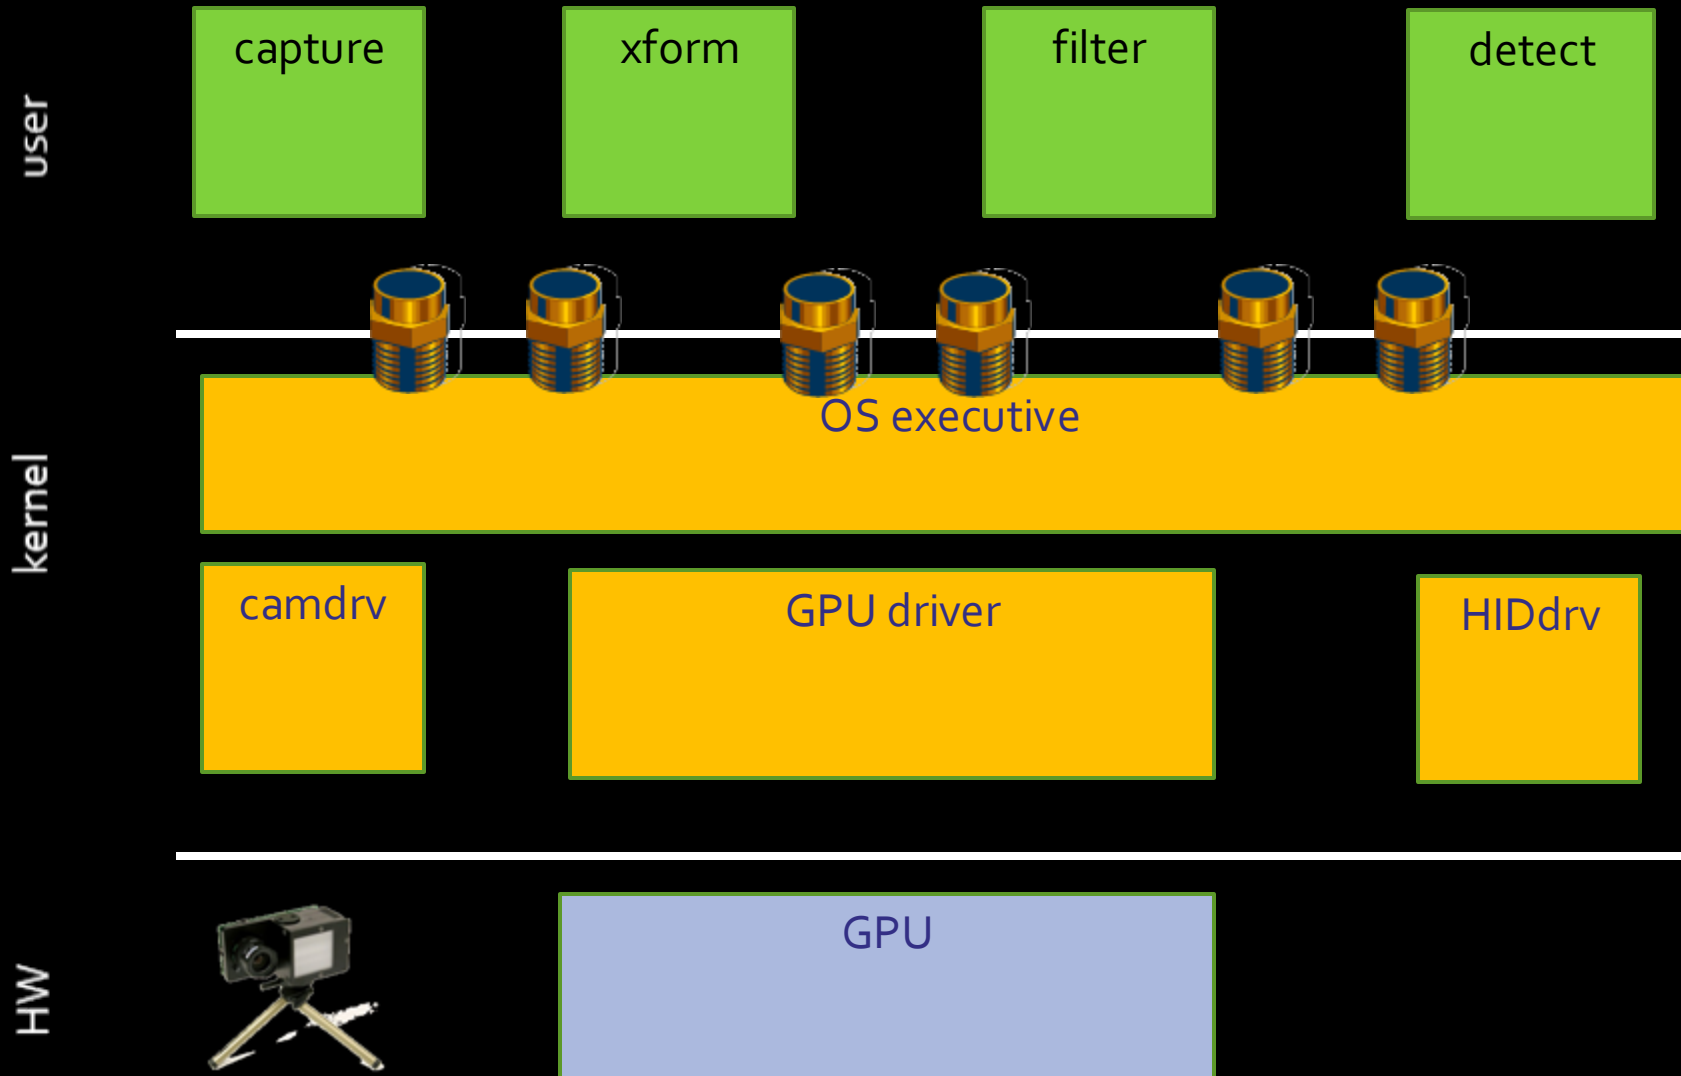 user
capture
xform
filter
detect
kernel
OS executive
camdrv
GPU driver
HIDdrv
HW
GPU